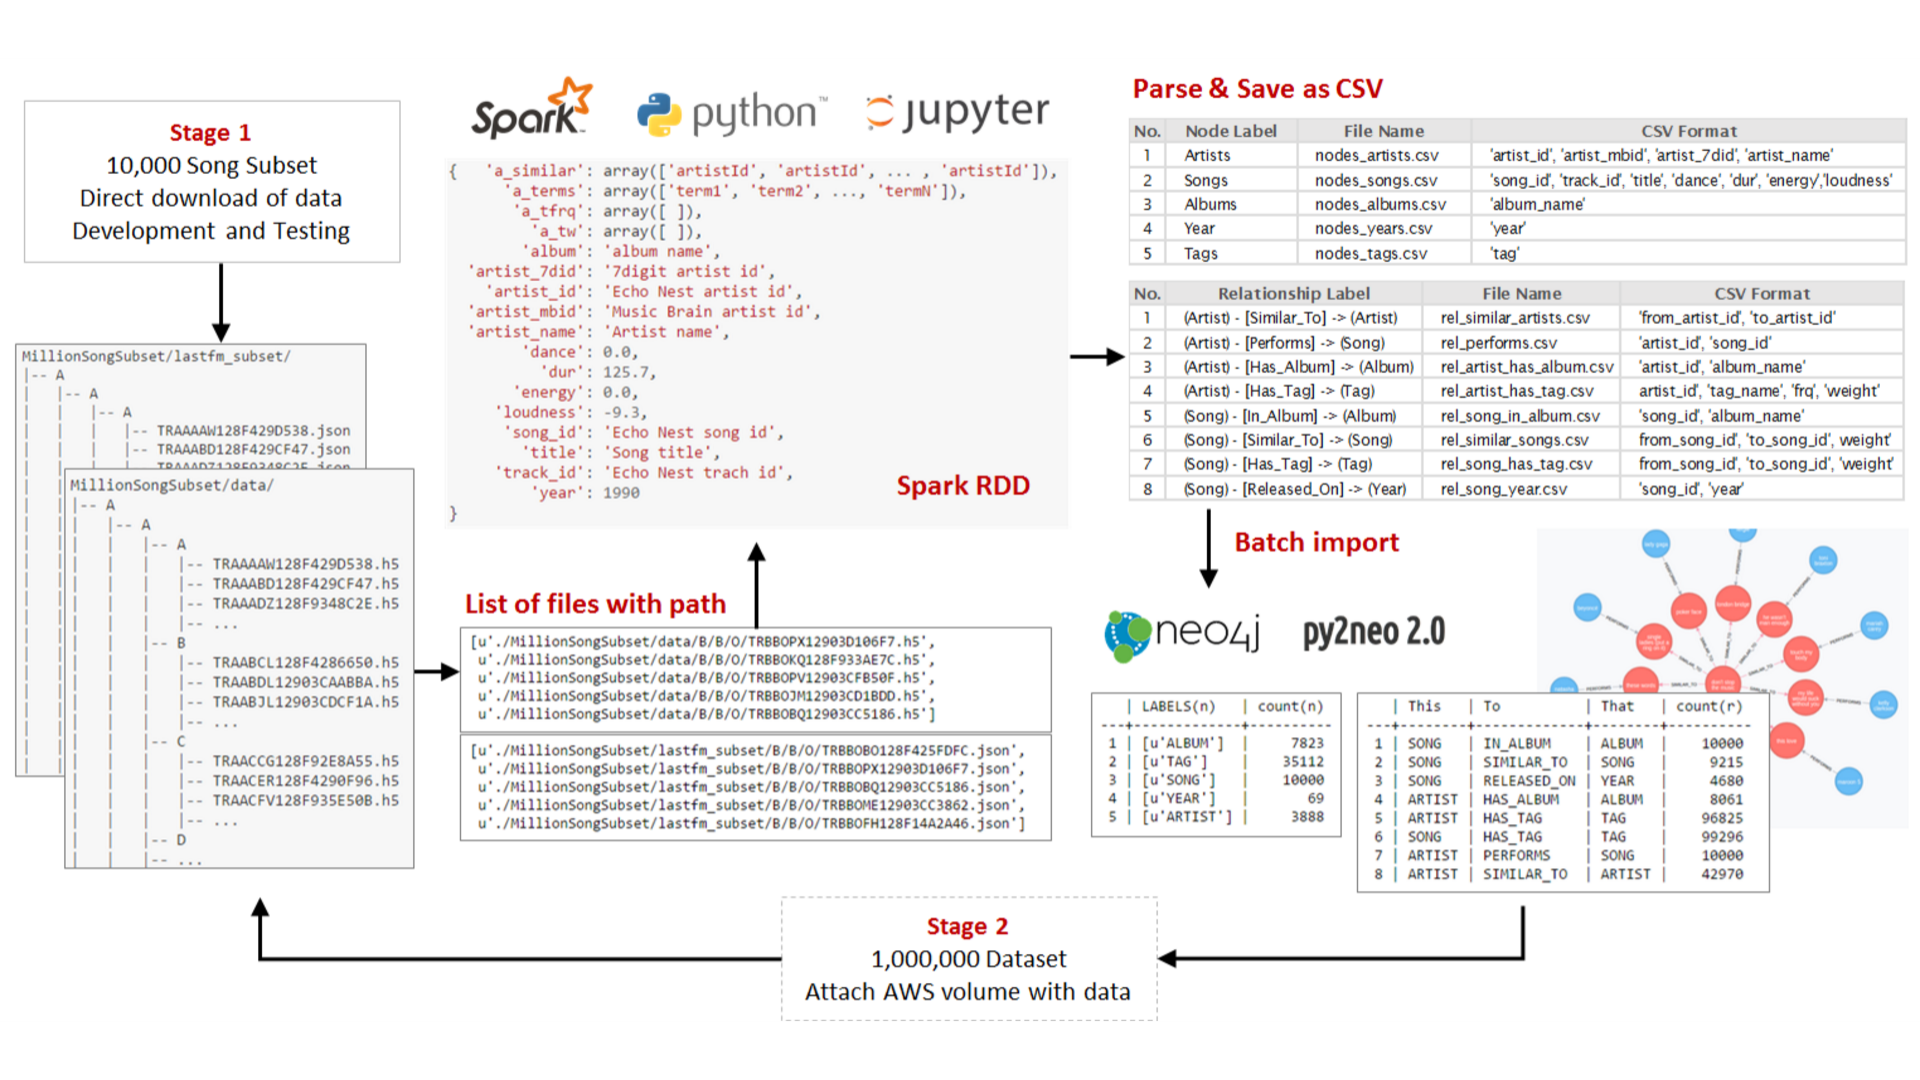 Stage 1
10,000 Song Subset
Direct download of data
Development and Testing
MillionSongSubset/lastfm_subset/
|-- A
| |-- A
| | |-- A
| | | |-- TRAAAAW128F429D538.json
| | | |-- TRAAABD128F429CF47.json
MillionSongSubset/data/
|-- A
| |-- A
| | |-- A
| | | |-- TRAAAAW128F429D538.h5
| | | |-- TRAAABD128F429CF47.h5
| | | |-- TRAAADZ128F9348C2E.h5
| | | |-- ...
| | |-- B
| | | |-- TRAABCL128F4286650.h5
| | | |-- TRAABDL12903CAABBA.h5
| | | |-- TRAABJL12903CDCF1A.h5
| | | |-- ...
| | |-- C
| | | |-- TRAACCG128F92E8A55.h5
| | | |-- TRAACER128F4290F96.h5
| | | |-- TRAACFV128F935E50B.h5
| | | |-- ...
| | |-- D
| | |-- ...
Spark™ python™ jupyter
{ 'a_similar': array(['artistId', 'artistId', ... , 'artistId']),
'a_terms': array(['term1', 'term2', ..., 'termN']),
'a_tfrq': array([ ]),
'a_tw': array([ ]),
'album': 'album name',
'artist_7did': '7digit artist id',
'artist_id': 'Echo Nest artist id',
'artist_mbid': 'Music Brain artist id',
'artist_name': 'Artist name',
'dance': 0.0,
'dur': 125.7,
'energy': 0.0,
'loudness': -9.3,
'song_id': 'Echo Nest song id',
'title': 'Song title',
'track_id': 'Echo Nest trach id',
'year': 1990
}
Spark RDD
List of files with path
[u'./MillionSongSubset/data/B/B/O/TRBBOPX12903D106F7.h5',
u'./MillionSongSubset/data/B/B/O/TRBBOKQ128F933AE7C.h5',
u'./MillionSongSubset/data/B/B/O/TRBBOPV12903CFB50F.h5',
u'./MillionSongSubset/data/B/B/O/TRBBOJM12903CD1BDD.h5',
u'./MillionSongSubset/data/B/B/O/TRBBOBQ12903CC5186.h5']
[u'./MillionSongSubset/lastfm_subset/B/B/O/TRBBOBO128F425FDFC.json',
u'./MillionSongSubset/lastfm_subset/B/B/O/TRBBOPX12903D106F7.json',
u'./MillionSongSubset/lastfm_subset/B/B/O/TRBBOBQ12903CC5186.json',
u'./MillionSongSubset/lastfm_subset/B/B/O/TRBBOME12903CC3862.json',
u'./MillionSongSubset/lastfm_subset/B/B/O/TRBBOFH128F14A2A46.json']
Parse & Save as CSV
No. Node Label File Name CSV Format
1 Artists nodes_artists.csv 'artist_id', 'artist_mbid', 'artist_7did', 'artist_name'
2 Songs nodes_songs.csv 'song_id', 'track_id', 'title', 'dance', 'dur', 'energy','loudness'
3 Albums nodes_albums.csv 'album_name'
4 Year nodes_years.csv 'year'
5 Tags nodes_tags.csv 'tag'
No. Relationship Label File Name CSV Format
1 (Artist) - [Similar_To] -> (Artist) rel_similar_artists.csv 'from_artist_id', 'to_artist_id'
2 (Artist) - [Performs] -> (Song) rel_performs.csv 'artist_id', 'song_id'
3 (Artist) - [Has_Album] -> (Album) rel_artist_has_album.csv 'artist_id', 'album_name'
4 (Artist) - [Has_Tag] -> (Tag) rel_artist_has_tag.csv artist_id', 'tag_name', 'frq', 'weight'
5 (Song) - [In_Album] -> (Album) rel_song_in_album.csv 'song_id', 'album_name'
6 (Song) - [Similar_To] -> (Song) rel_similar_songs.csv from_song_id', 'to_song_id', weight'
7 (Song) - [Has_Tag] -> (Tag) rel_song_has_tag.csv from_song_id', 'to_song_id', 'weight'
8 (Song) - [Released_On] -> (Year) rel_song_year.csv 'song_id', 'year'
Batch import
neo4j py2neo 2.0
| LABELS(n) | count(n)
---+-----------+----------
1 | [u'ALBUM'] | 7823
2 | [u'TAG'] | 35112
3 | [u'SONG'] | 10000
4 | [u'YEAR'] | 69
5 | [u'ARTIST'] | 3888
| This | To | That | count(r)
---+--------+-------------+--------+----------
1 | SONG | IN_ALBUM | ALBUM | 10000
2 | SONG | SIMILAR_TO | SONG | 9215
3 | SONG | RELEASED_ON | YEAR | 4680
4 | ARTIST | HAS_ALBUM | ALBUM | 8061
5 | ARTIST | HAS_TAG | TAG | 96825
6 | SONG | HAS_TAG | TAG | 99296
7 | ARTIST | PERFORMS | SONG | 10000
8 | ARTIST | SIMILAR_TO | ARTIST | 42970
Stage 2
1,000,000 Dataset
Attach AWS volume with data